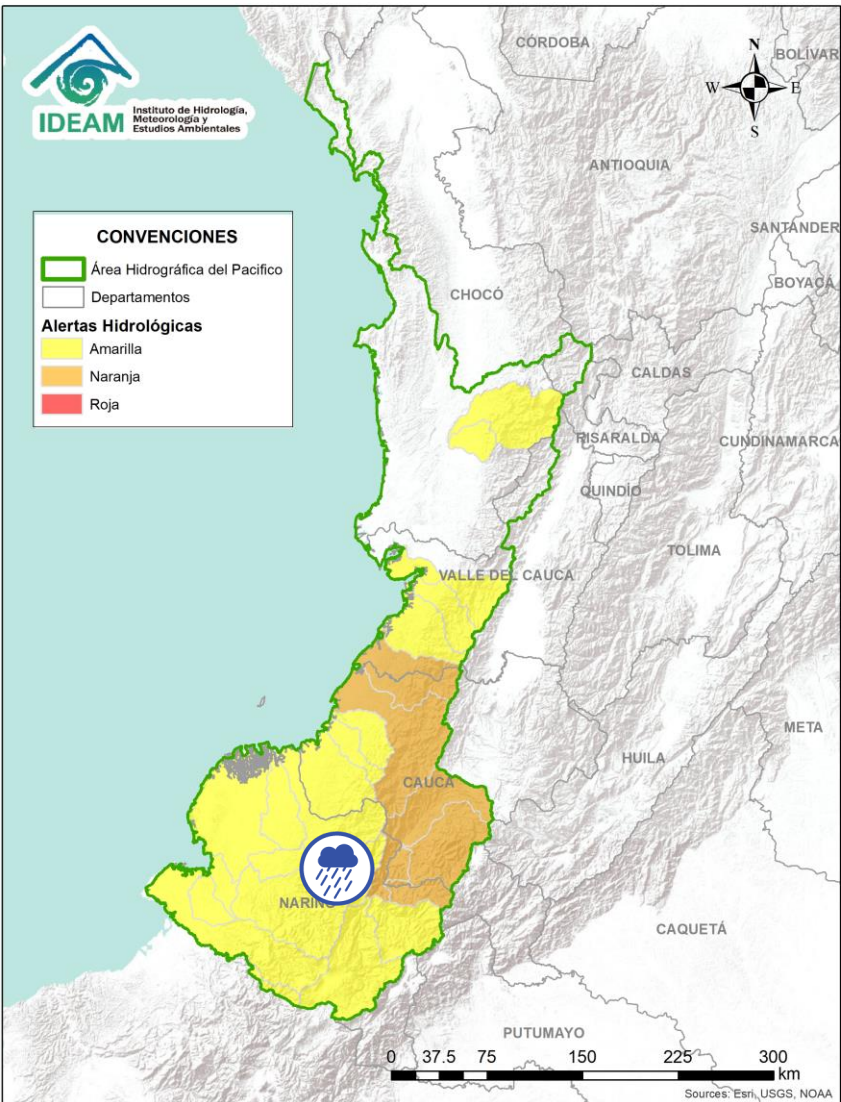 IDEAM
Instituto de Hidrología,
Meteorología y
Estudios Ambientales
N
W
E
S
CÓRDOBA
BOLÍVAR
ANTIOQUIA
SANTANDER
BOYACÁ
CHOCÓ
CALDAS
RISARALDA
CUNDINAMARCA
QUINDÍO
TOLIMA
VALLE DEL CAUCA
META
HUILA
CAUCA
NARIÑO
CAQUETÁ
PUTUMAYO
CONVENCIONES
Área Hidrográfica del Pacifico
Departamentos
Alertas Hidrológicas
Amarilla
Naranja
Roja
0 37.5 75 150 225 300
km
Sources: Esri, USGS, NOAA